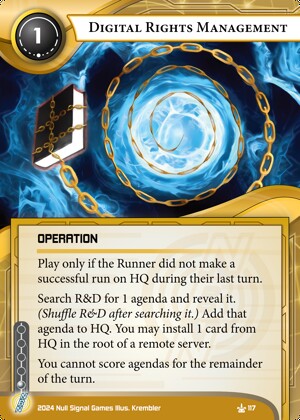 1
Digital Rights Management
OPERATION
Play only if the Runner did not make a
successful run on HQ during their last turn.
Search R&D for 1 agenda and reveal it.
(Shuffle R&D after searching it.) Add that
agenda to HQ. You may install 1 card from
HQ in the root of a remote server.
You cannot score agendas for the remainder
of the turn.
2024 Null Signal Games Illus. Krembler
117